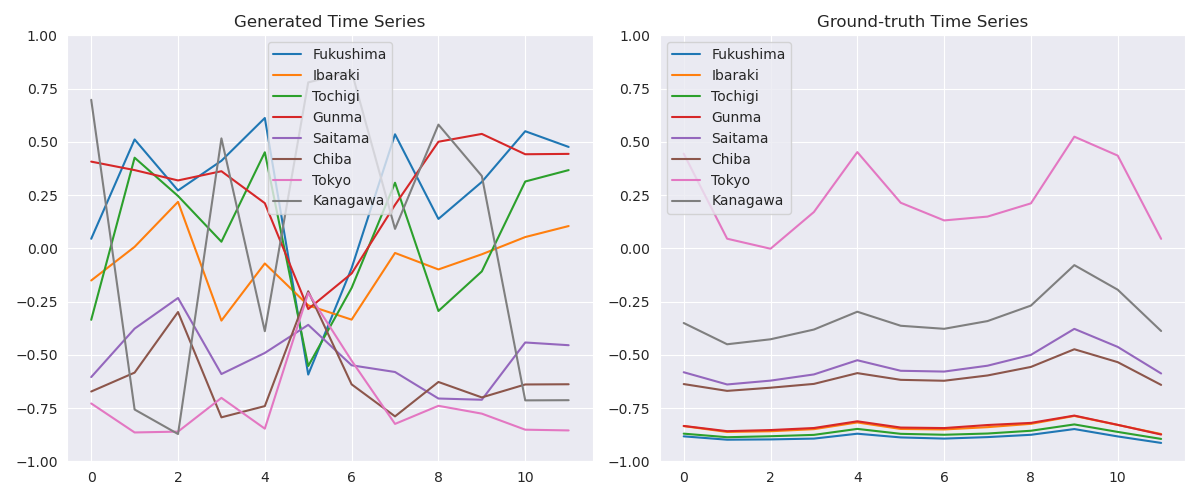 Generated Time Series
1.00
0.75
0.50
0.25
0.00
−0.25
−0.50
−0.75
−1.00
0 2 4 6 8 10
Fukushima
Ibaraki
Tochigi
Gunma
Saitama
Chiba
Tokyo
Kanagawa
Ground-truth Time Series
1.00
0.75
0.50
0.25
0.00
−0.25
−0.50
−0.75
−1.00
0 2 4 6 8 10
Fukushima
Ibaraki
Tochigi
Gunma
Saitama
Chiba
Tokyo
Kanagawa